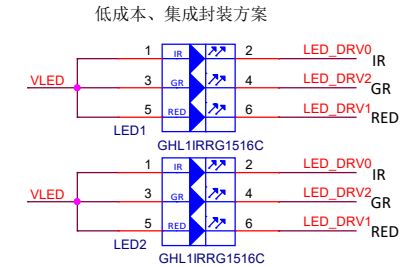 低成本、集成封装方案
1 IR 2 LED_DRV0 IR
VLED 3 GR 4 LED_DRV2 GR
5 RED 6 LED_DRV1 RED
LED1
GHL1IRRG1516C
1 IR 2 LED_DRV0 IR
VLED 3 GR 4 LED_DRV2 GR
5 RED 6 LED_DRV1 RED
LED2
GHL1IRRG1516C